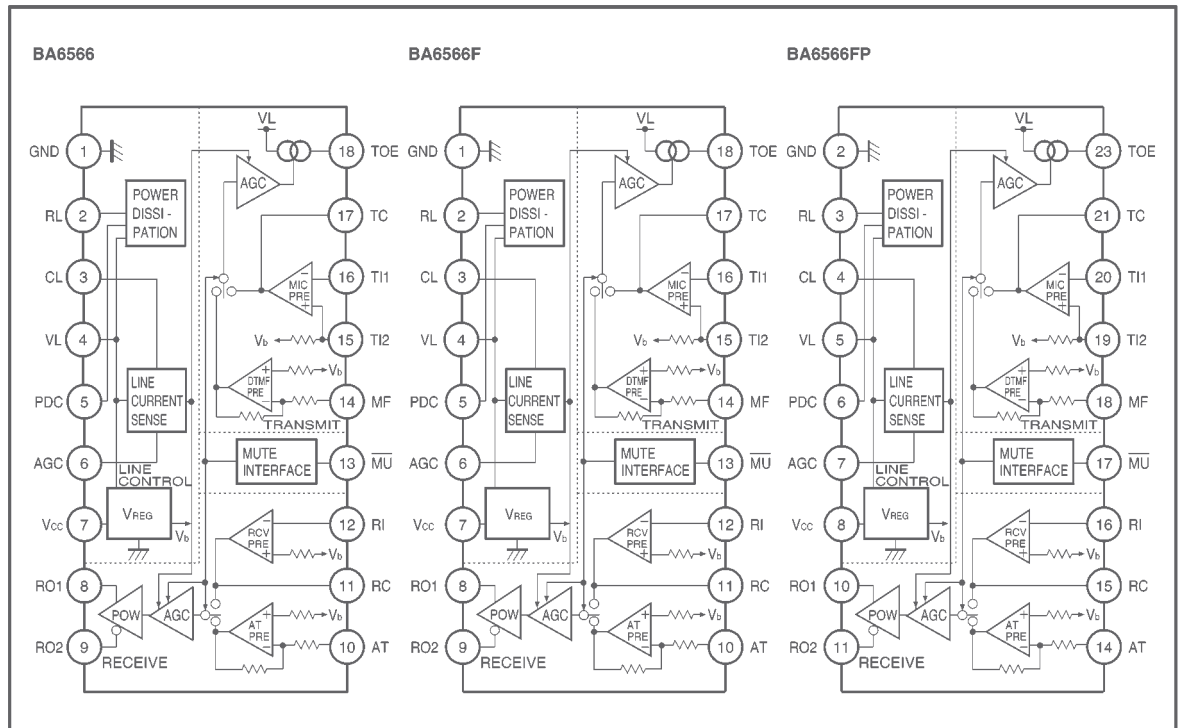 BA6566
VL
GND 1
18 TOE
AGC
POWER
DISSI -
PATION
RL 2
17 TC
CL 3
16 TI1
MIC
PRE
− +
VL 4
Vb
15 TI2
LINE
CURRENT
SENSE
DTMF
PRE
+ −
Vb
PDC 5
14 MF
TRANSMIT
AGC 6
MUTE
INTERFACE
13 M̅U̅
LINE
CONTROL
VREG
Vcc 7
Vb
12 RI
RCV
PRE
− +
Vb
RO1 8
11 RC
POW
AGC
AT
PRE
+ −
Vb
RO2 9
10 AT
RECEIVE
BA6566F
VL
GND 1
18 TOE
AGC
POWER
DISSI -
PATION
RL 2
17 TC
CL 3
16 TI1
MIC
PRE
− +
VL 4
Vb
15 TI2
LINE
CURRENT
SENSE
DTMF
PRE
+ −
Vb
PDC 5
14 MF
TRANSMIT
AGC 6
MUTE
INTERFACE
13 M̅U̅
VREG
Vcc 7
Vb
12 RI
RCV
PRE
− +
Vb
RO1 8
11 RC
POW
AGC
AT
PRE
+ −
Vb
RO2 9
10 AT
RECEIVE
BA6566FP
VL
GND 2
23 TOE
AGC
POWER
DISSI -
PATION
RL 3
21 TC
CL 4
20 TI1
MIC
PRE
− +
VL 5
Vb
19 TI2
LINE
CURRENT
SENSE
DTMF
PRE
+ −
Vb
PDC 6
18 MF
TRANSMIT
AGC 7
MUTE
INTERFACE
17 M̅U̅
LINE
CONTROL
VREG
Vcc 8
Vb
16 RI
RCV
PRE
− +
Vb
RO1 10
15 RC
POW
AGC
AT
PRE
+ −
Vb
RO2 11
14 AT
RECEIVE